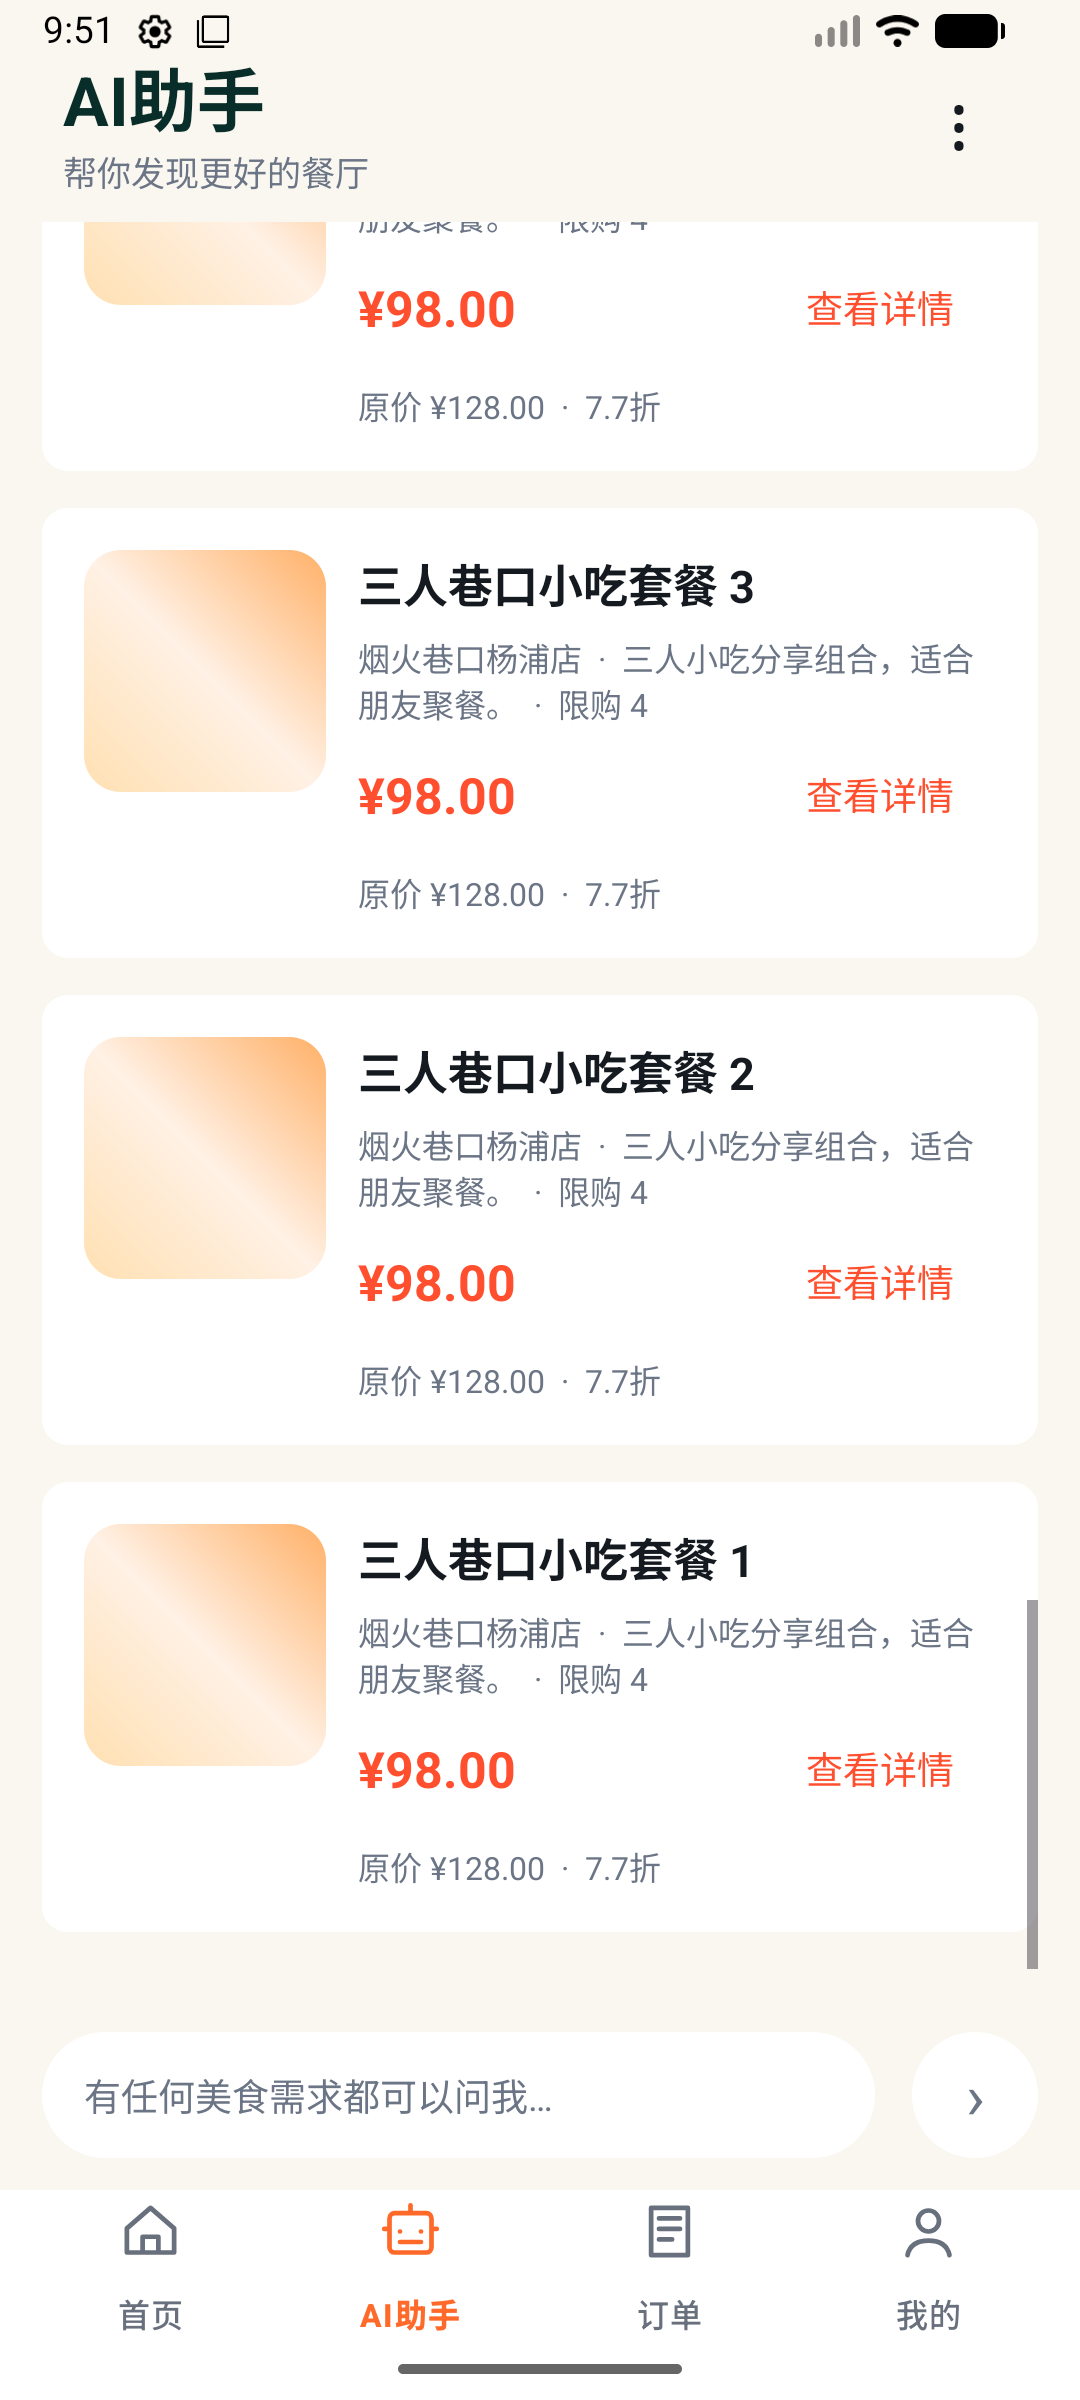 9:51
AI助手
帮你发现更好的餐厅
朋友聚餐。 · 限购 4
¥98.00
查看详情
原价 ¥128.00 · 7.7折
三人巷口小吃套餐 3
烟火巷口杨浦店 · 三人小吃分享组合，适合
朋友聚餐。 · 限购 4
¥98.00
查看详情
原价 ¥128.00 · 7.7折
三人巷口小吃套餐 2
烟火巷口杨浦店 · 三人小吃分享组合，适合
朋友聚餐。 · 限购 4
¥98.00
查看详情
原价 ¥128.00 · 7.7折
三人巷口小吃套餐 1
烟火巷口杨浦店 · 三人小吃分享组合，适合
朋友聚餐。 · 限购 4
¥98.00
查看详情
原价 ¥128.00 · 7.7折
有任何美食需求都可以问我...
首页
AI助手
订单
我的